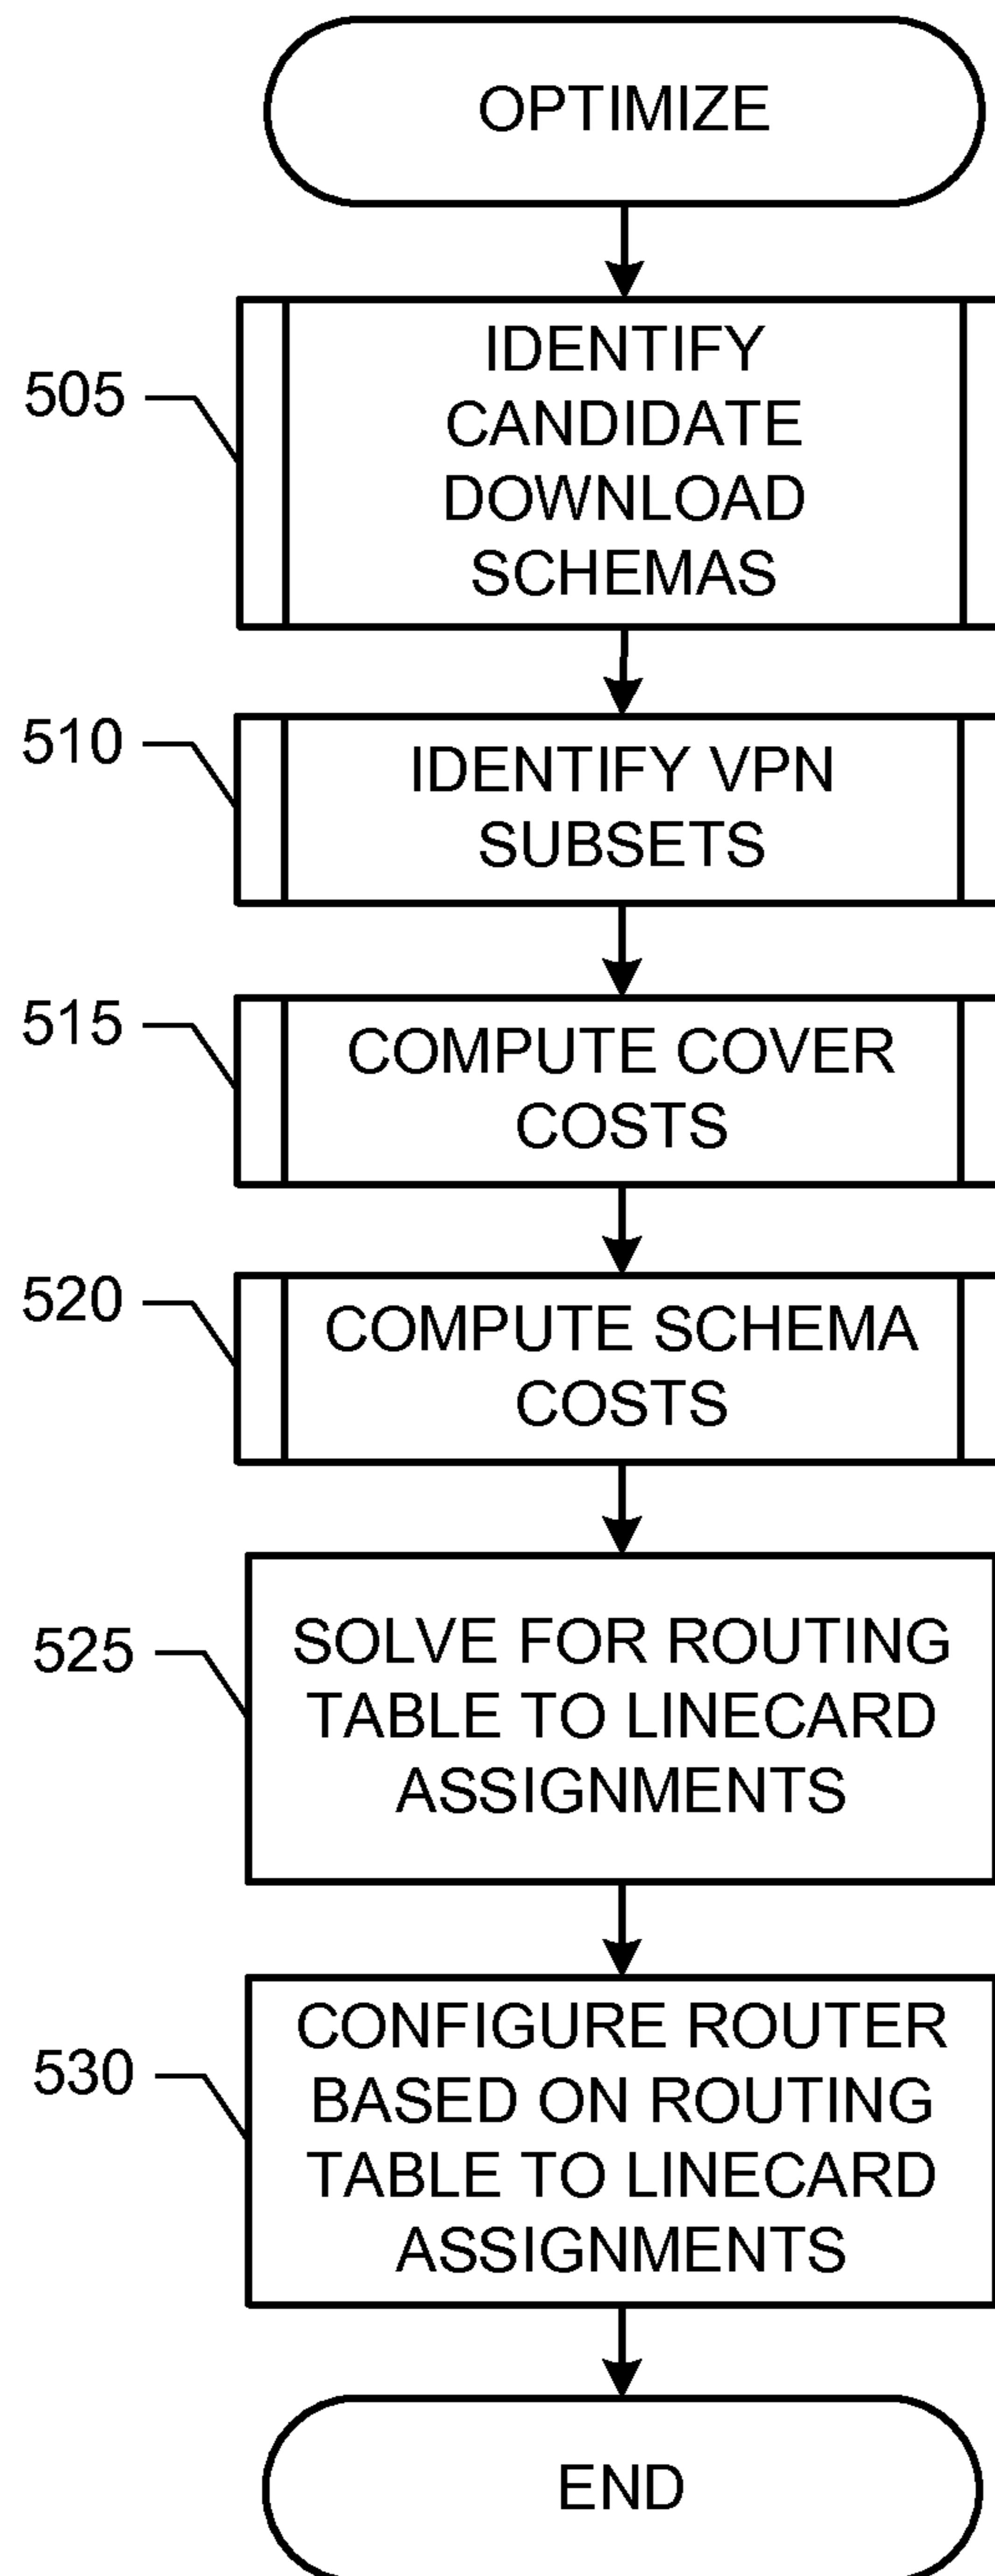 OPTIMIZE
505
IDENTIFY
CANDIDATE
DOWNLOAD
SCHEMAS
510
IDENTIFY VPN
SUBSETS
515
COMPUTE COVER
COSTS
520
COMPUTE SCHEMA
COSTS
525
SOLVE FOR ROUTING
TABLE TO LINECARD
ASSIGNMENTS
530
CONFIGURE ROUTER
BASED ON ROUTING
TABLE TO LINECARD
ASSIGNMENTS
END